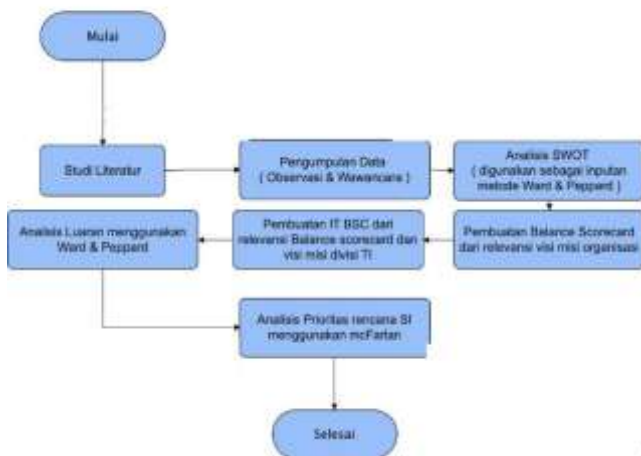 Mulai
Studi Literatur
Pengumpulan Data
( Observasi & Wawancara )
Analisis SWOT
( digunakan sebagai inputan
metode Ward & Peppard )
Pembuatan Balance Scorecard
dari relevansi visi misi organisasi
Pembuatan IT BSC dari
relevansi Balance scorecard dan
visi misi divisi TI
Analisis Luaran menggunakan
Ward & Peppard
Analisis Prioritas rencana SI
menggunakan mcFarlan
Selesai